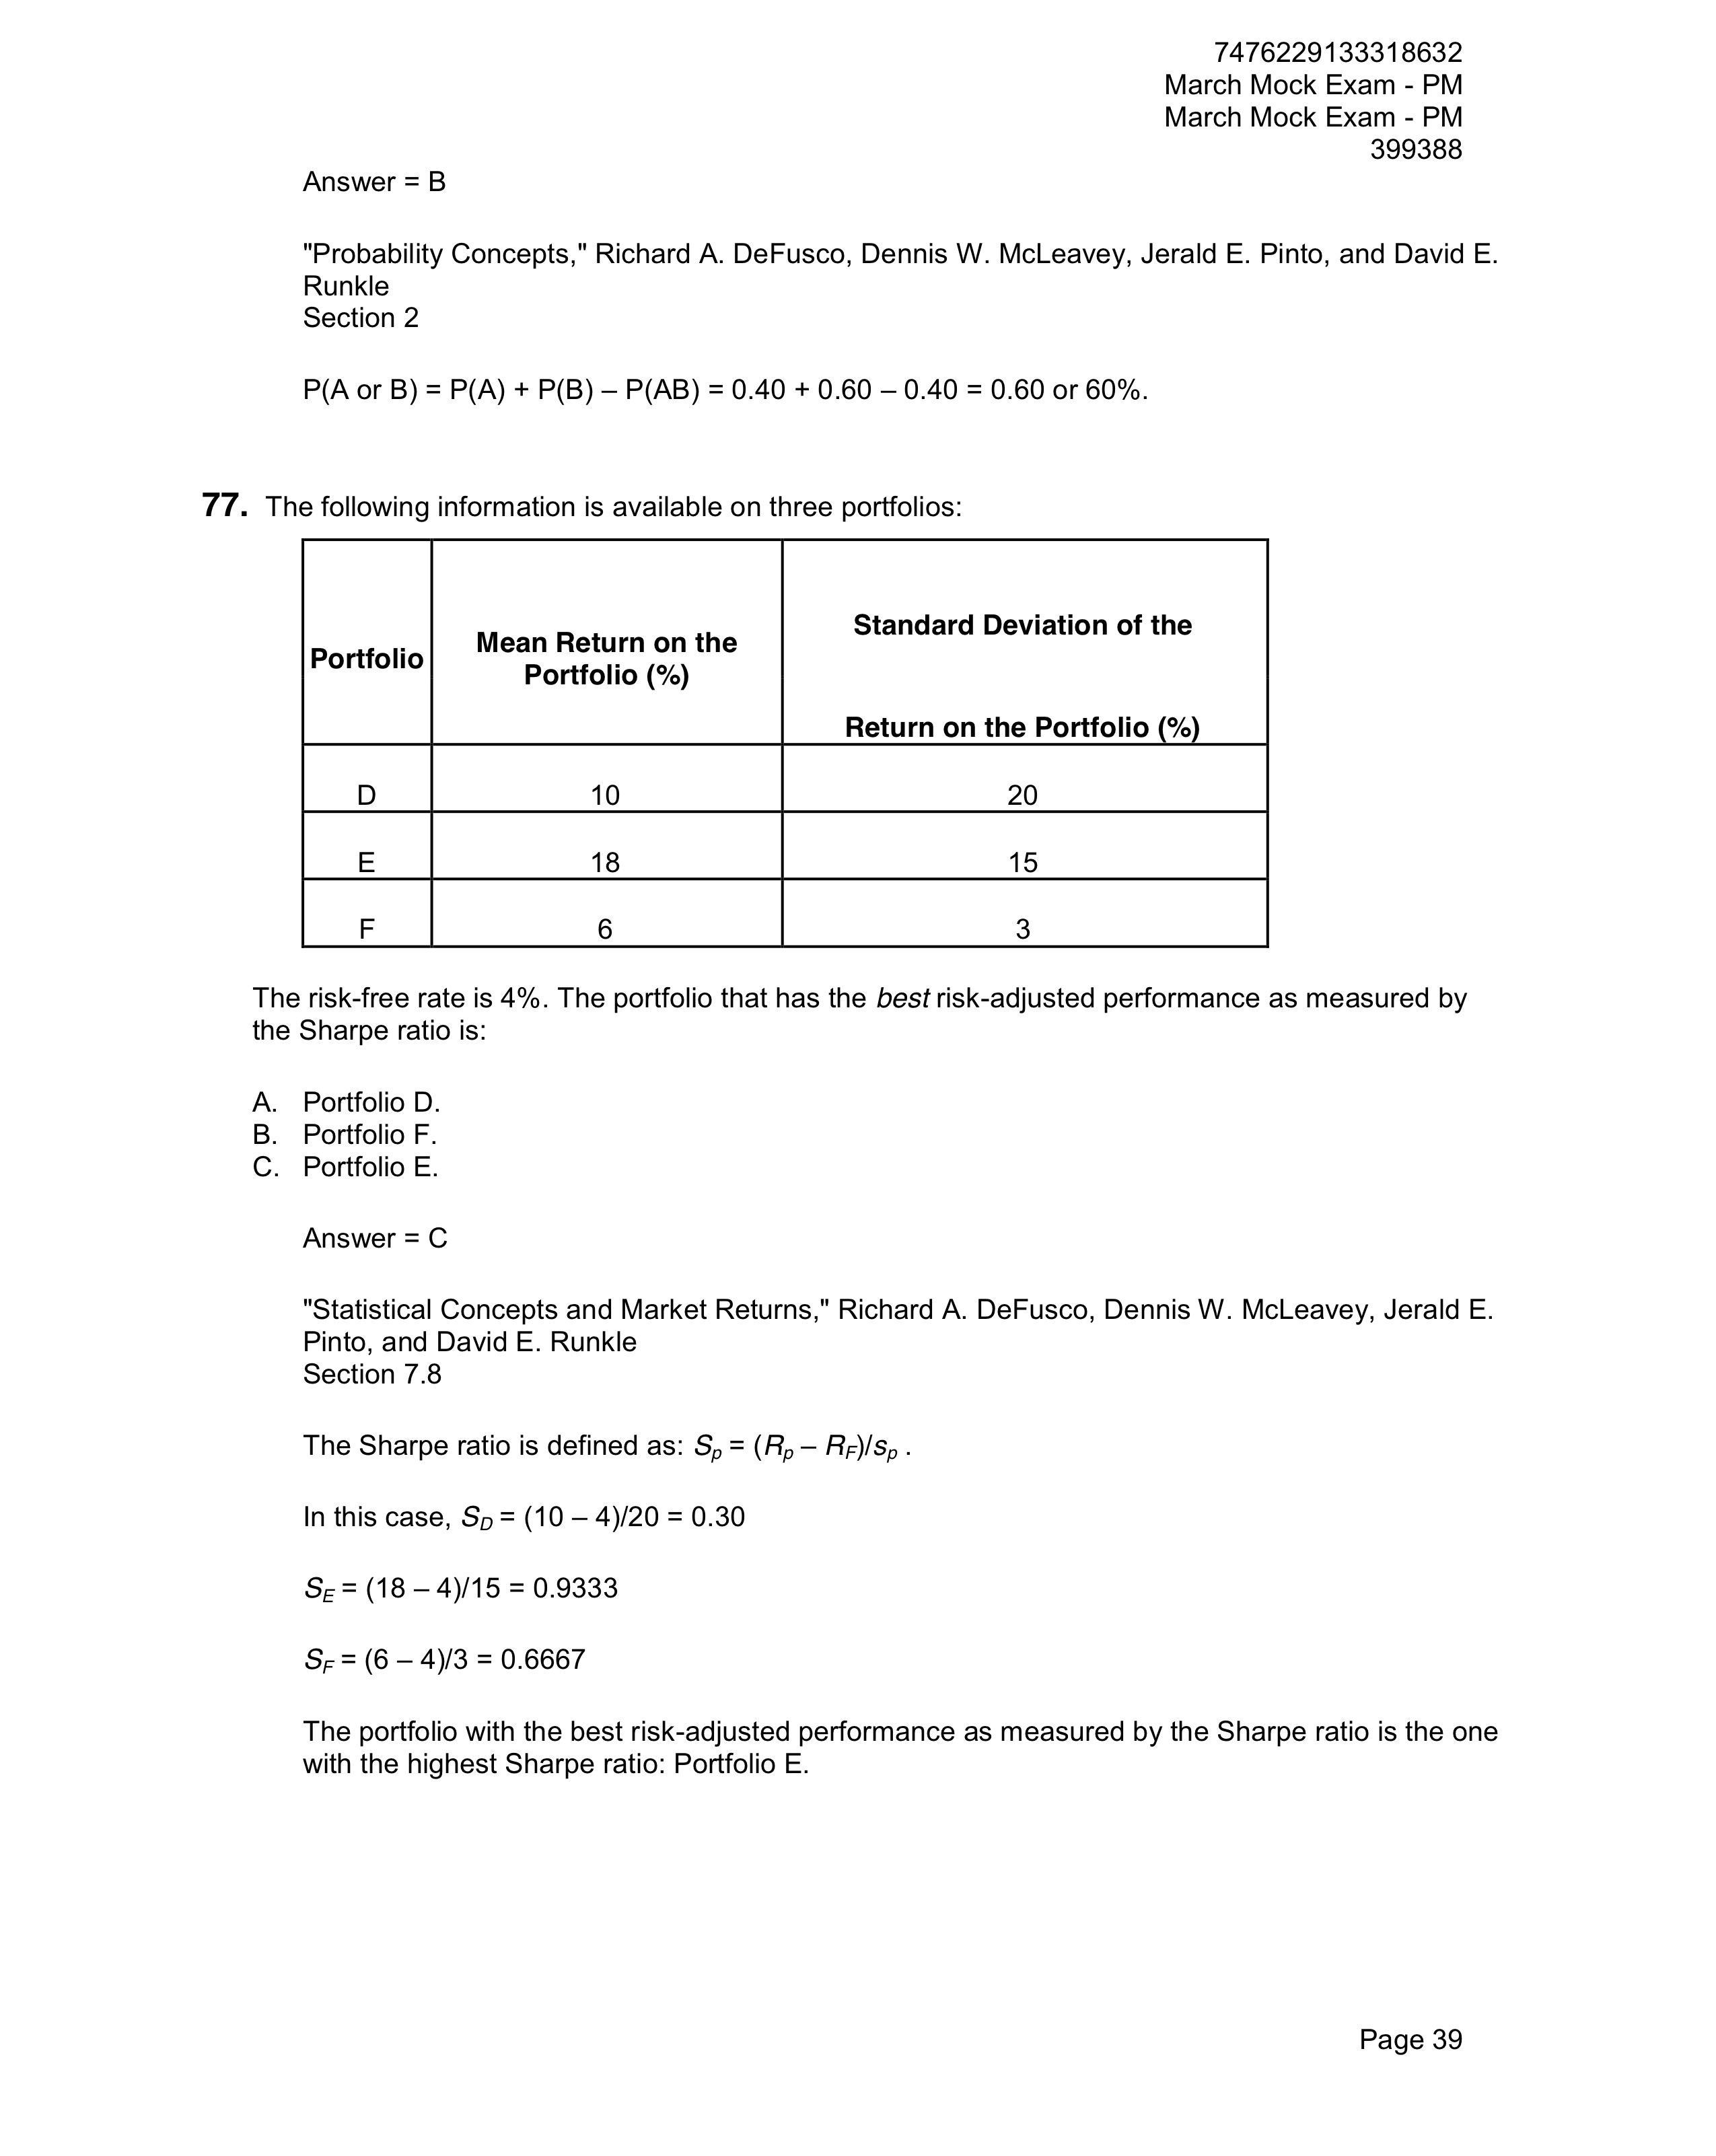 7476229133318632
March Mock Exam - PM
March Mock Exam - PM
399388
Answer = B
"Probability Concepts," Richard A. DeFusco, Dennis W. McLeavey, Jerald E. Pinto, and David E.
Runkle
Section 2
P(A or B) = P(A) + P(B) – P(AB) = 0.40 + 0.60 – 0.40 = 0.60 or 60%.
77. The following information is available on three portfolios:
Portfolio
Mean Return on the
Portfolio (%)
Standard Deviation of the
Return on the Portfolio (%)
D 10 20
E 18 15
F 6 3
The risk-free rate is 4%. The portfolio that has the best risk-adjusted performance as measured by
the Sharpe ratio is:
A. Portfolio D.
B. Portfolio F.
C. Portfolio E.
Answer = C
"Statistical Concepts and Market Returns," Richard A. DeFusco, Dennis W. McLeavey, Jerald E.
Pinto, and David E. Runkle
Section 7.8
The Sharpe ratio is defined as: Sp = (Rp – RF)/sp .
In this case, SD = (10 – 4)/20 = 0.30
SE = (18 – 4)/15 = 0.9333
SF = (6 – 4)/3 = 0.6667
The portfolio with the best risk-adjusted performance as measured by the Sharpe ratio is the one
with the highest Sharpe ratio: Portfolio E.
Page 39